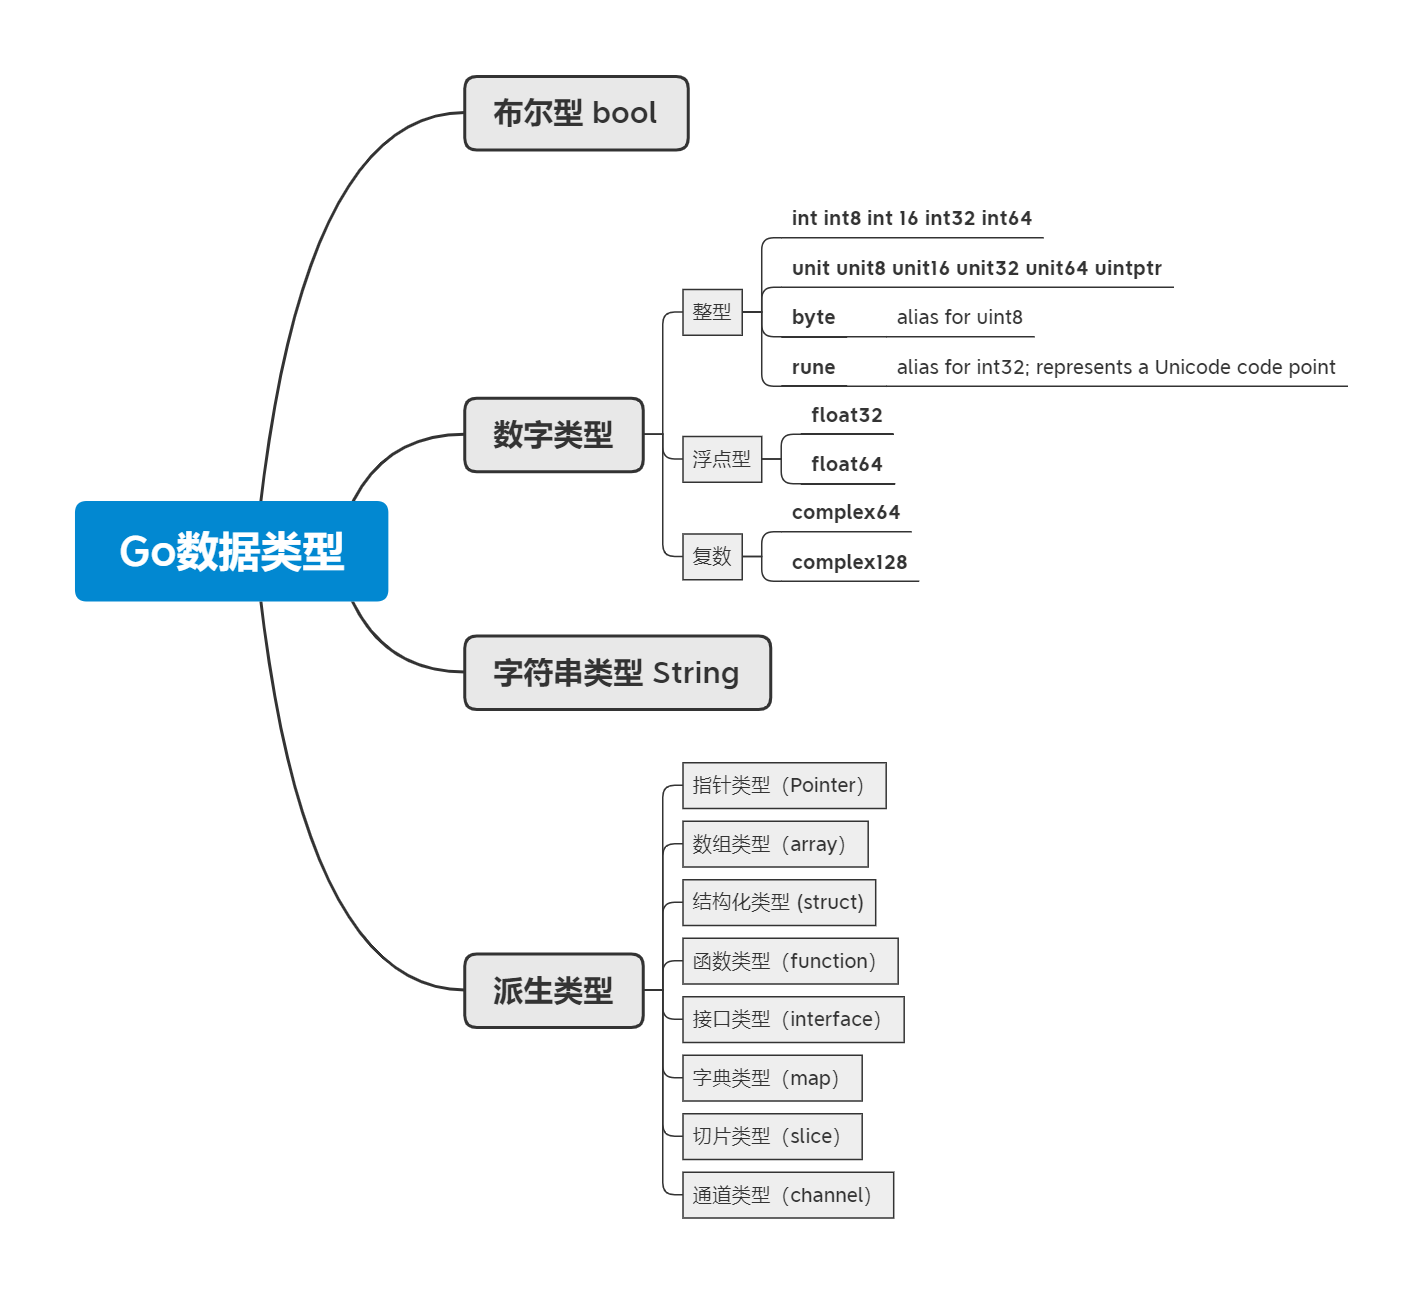 Go数据类型
布尔型 bool
数字类型
整型
int int8 int 16 int32 int64
unit unit8 unit16 unit32 unit64 uintptr
byte alias for uint8
rune alias for int32; represents a Unicode code point
浮点型
float32
float64
复数
complex64
complex128
字符串类型 String
派生类型
指针类型（Pointer）
数组类型（array）
结构化类型 (struct)
函数类型（function）
接口类型（interface）
字典类型（map）
切片类型（slice）
通道类型（channel）